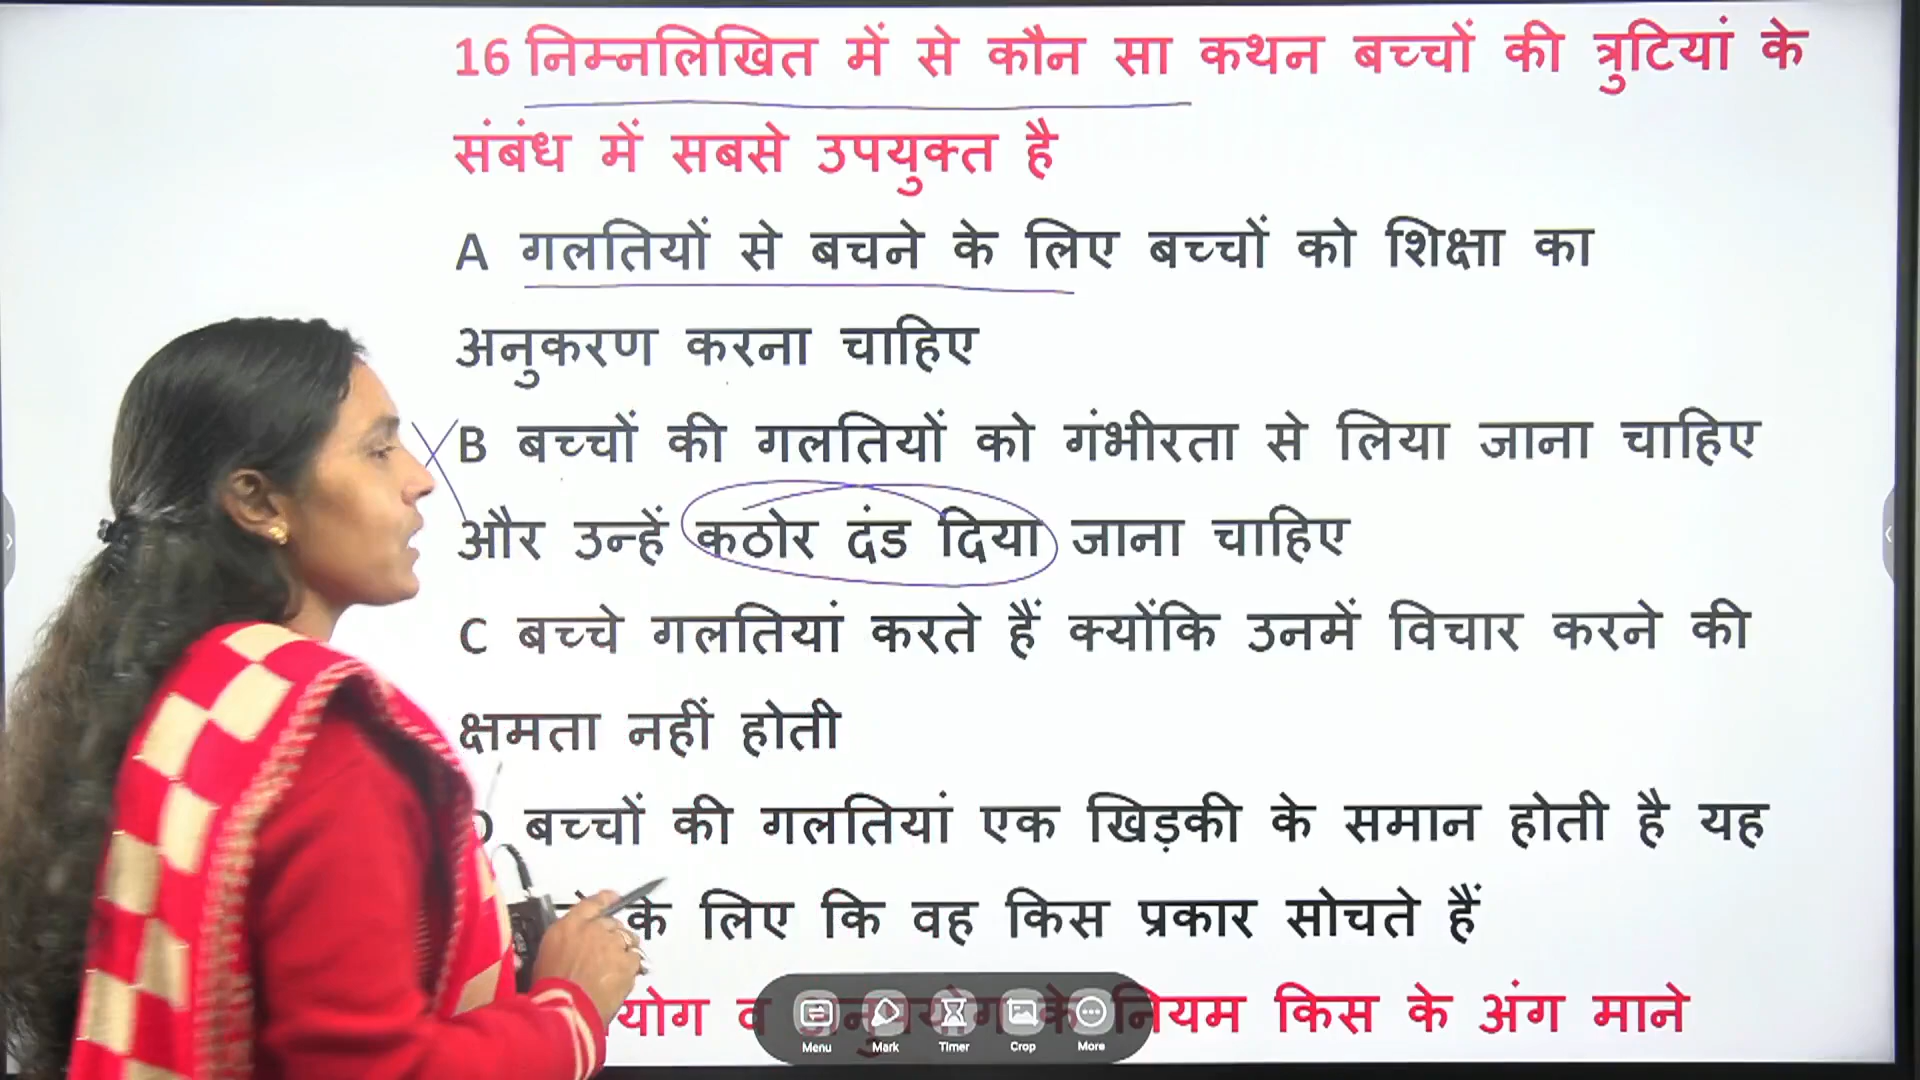 16 निम्नलिखित में से कौन सा कथन बच्चों की त्रुटियां के
संबंध में सबसे उपयुक्त है
A गलतियों से बचने के लिए बच्चों को शिक्षा का
अनुकरण करना चाहिए
B बच्चों की गलतियों को गंभीरता से लिया जाना चाहिए
और उन्हें कठोर दंड दिया जाना चाहिए
C बच्चे गलतियां करते हैं क्योंकि उनमें विचार करने की
क्षमता नहीं होती
बच्चों की गलतियां एक खिड़की के समान होती है यह
के लिए कि वह किस प्रकार सोचते हैं
व के नियम किस के अंग माने
Menu Mark Timer Crop More